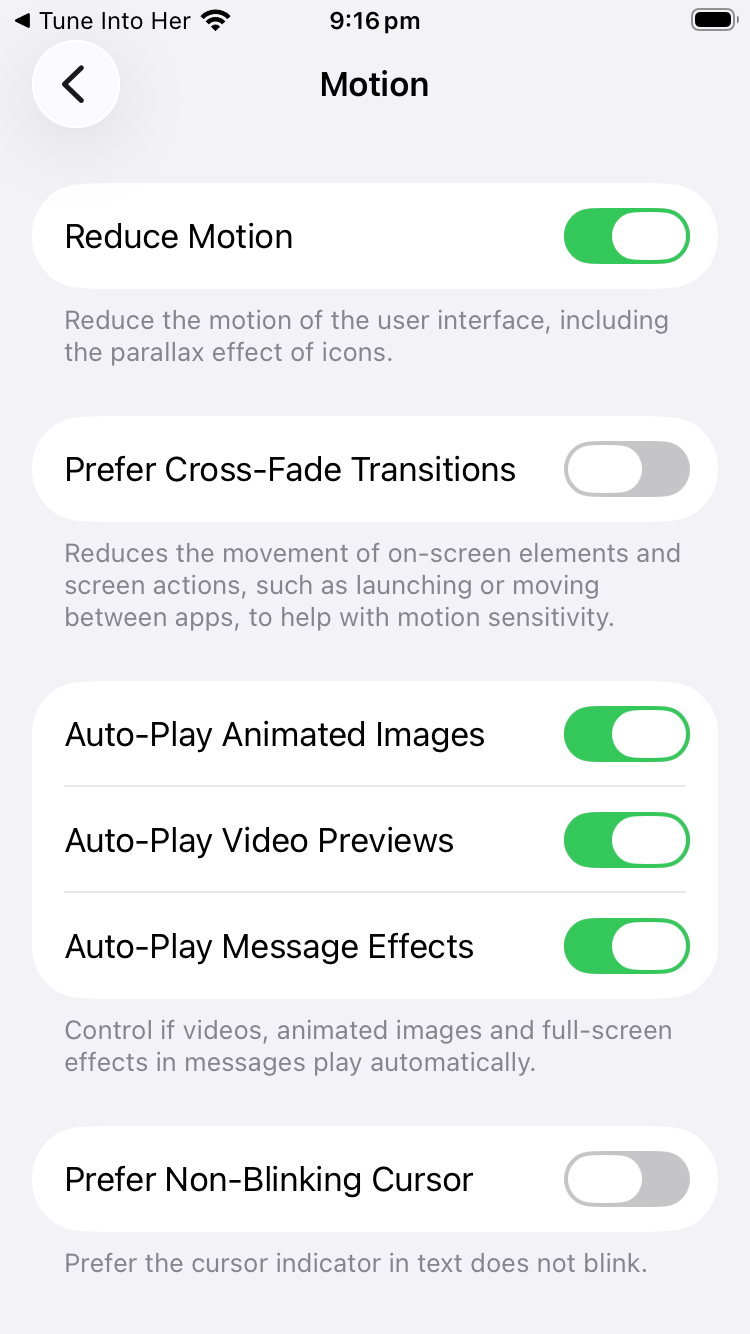 ◀ Tune Into Her 9:16 pm
Motion
Reduce Motion
Reduce the motion of the user interface, including
the parallax effect of icons.
Prefer Cross-Fade Transitions
Reduces the movement of on-screen elements and
screen actions, such as launching or moving
between apps, to help with motion sensitivity.
Auto-Play Animated Images
Auto-Play Video Previews
Auto-Play Message Effects
Control if videos, animated images and full-screen
effects in messages play automatically.
Prefer Non-Blinking Cursor
Prefer the cursor indicator in text does not blink.